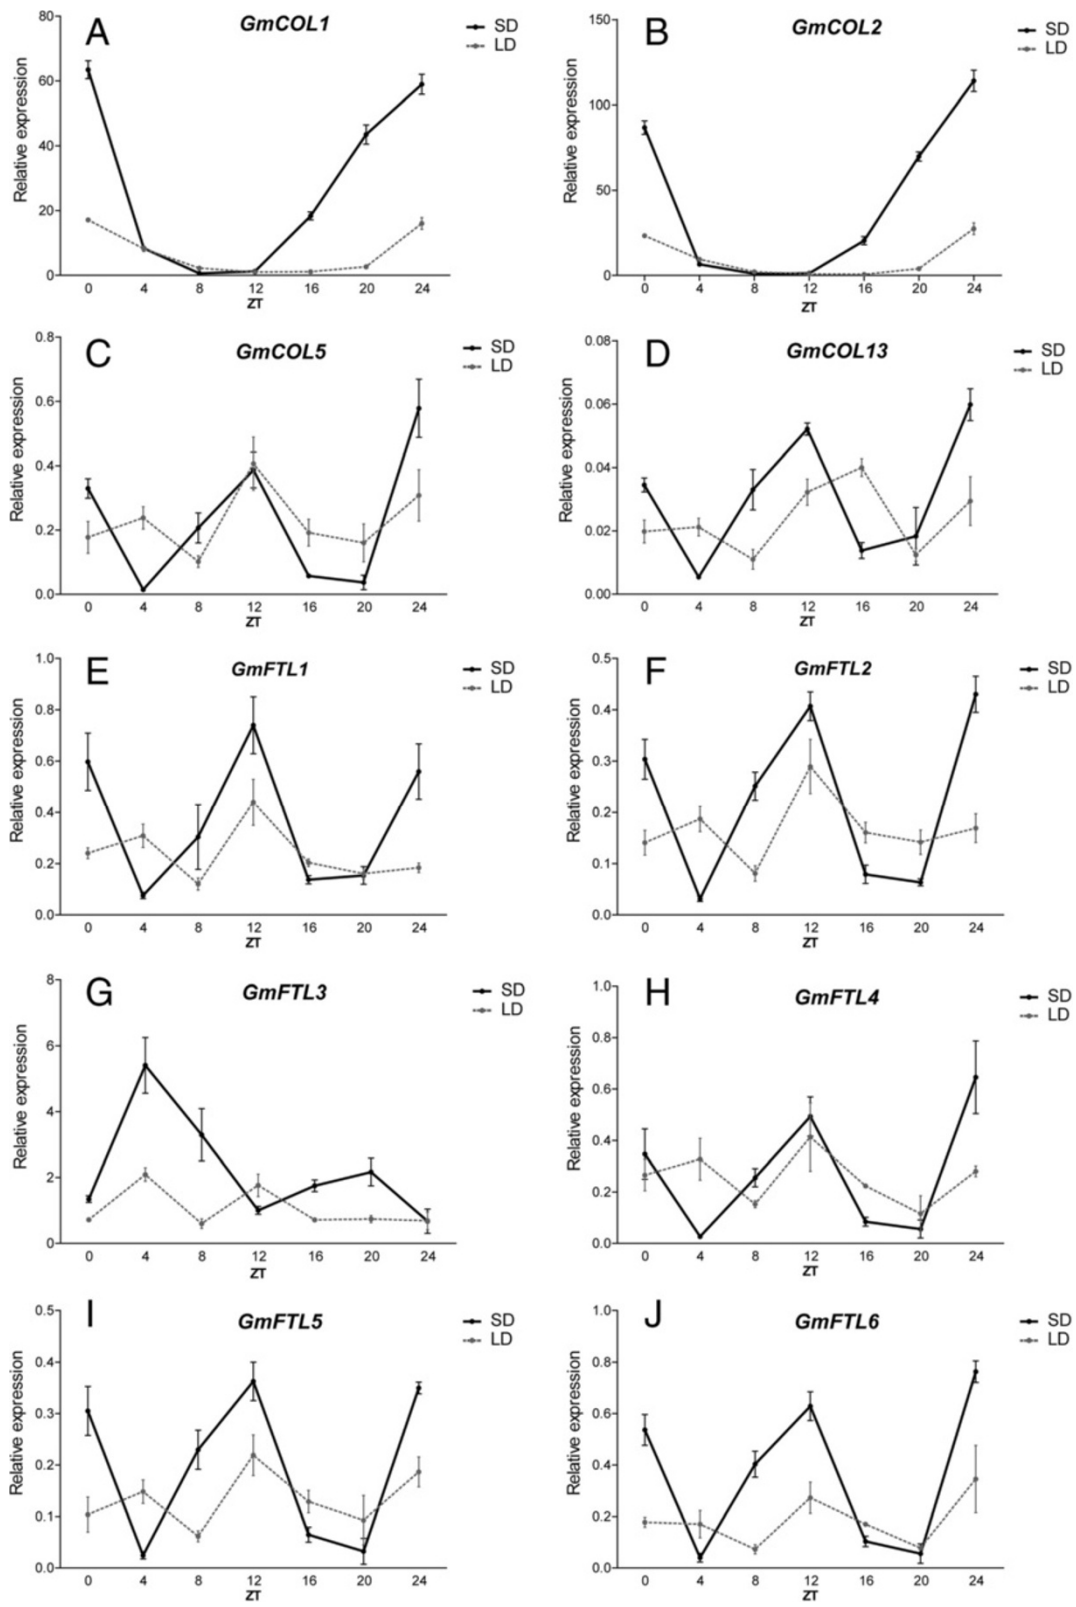 A
GmCOL1
SD
LD
Relative expression
80
60
40
20
0
0 4 8 12 16 20 24
ZT
B
GmCOL2
SD
LD
Relative expression
150
100
50
0
0 4 8 12 16 20 24
ZT
C
GmCOL5
SD
LD
Relative expression
0.8
0.6
0.4
0.2
0.0
0 4 8 12 16 20 24
ZT
D
GmCOL13
SD
LD
Relative expression
0.08
0.06
0.04
0.02
0.00
0 4 8 12 16 20 24
ZT
E
GmFTL1
SD
LD
Relative expression
1.0
0.8
0.6
0.4
0.2
0.0
0 4 8 12 16 20 24
ZT
F
GmFTL2
SD
LD
Relative expression
0.5
0.4
0.3
0.2
0.1
0.0
0 4 8 12 16 20 24
ZT
G
GmFTL3
SD
LD
Relative expression
8
6
4
2
0
0 4 8 12 16 20 24
ZT
H
GmFTL4
SD
LD
Relative expression
1.0
0.8
0.6
0.4
0.2
0.0
0 4 8 12 16 20 24
ZT
I
GmFTL5
SD
LD
Relative expression
0.5
0.4
0.3
0.2
0.1
0.0
0 4 8 12 16 20 24
ZT
J
GmFTL6
SD
LD
Relative expression
1.0
0.8
0.6
0.4
0.2
0.0
0 4 8 12 16 20 24
ZT